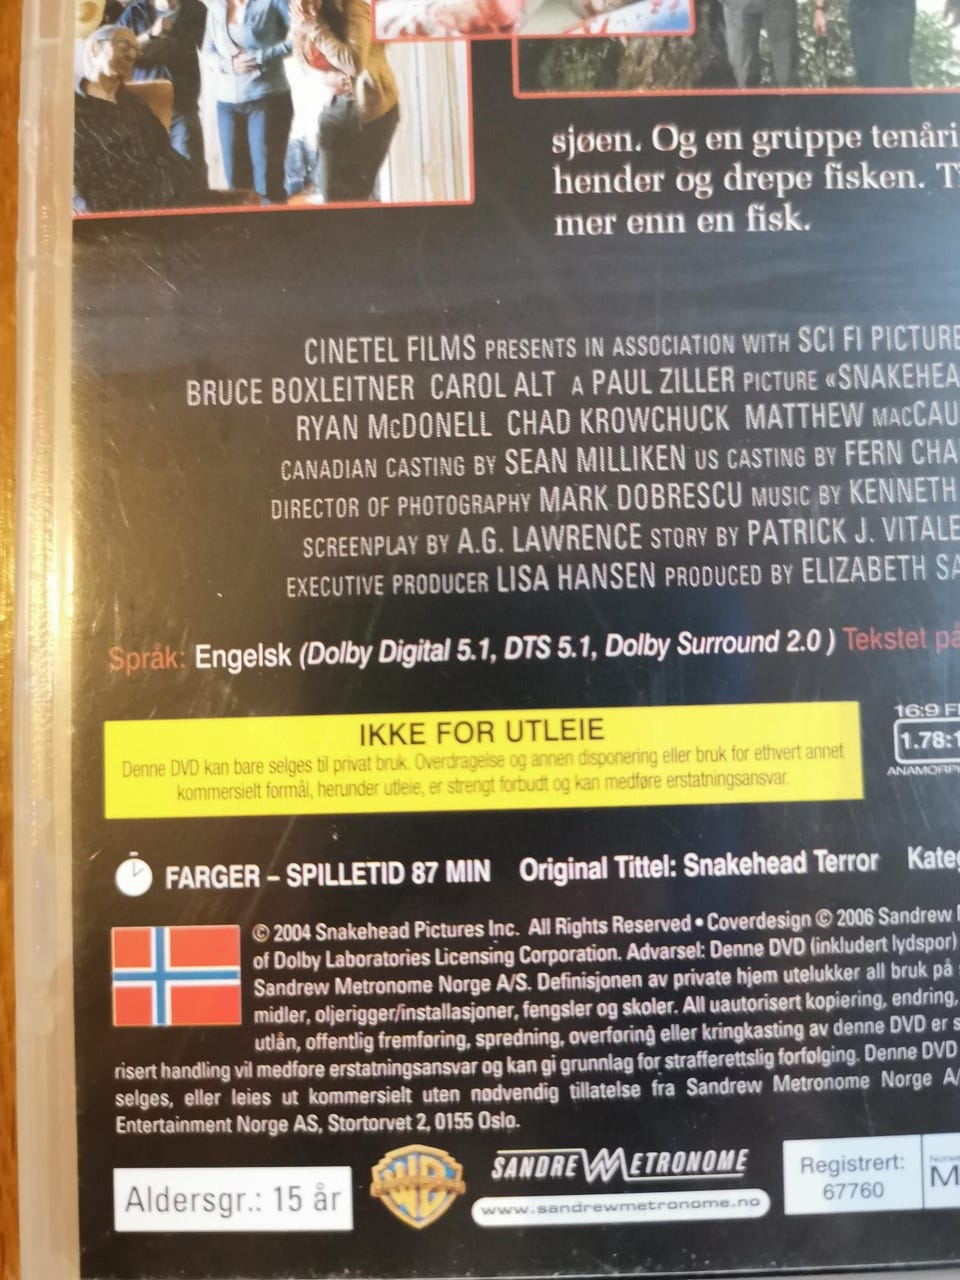 sjøen. Og en gruppe tenåri
hender og drepe fisken. Ti
mer enn en fisk.
CINETEL FILMS PRESENTS IN ASSOCIATION WITH SCI FI PICTURE
BRUCE BOXLEITNER CAROL ALT A PAUL ZILLER PICTURE «SNAKEHEA
RYAN McDONELL CHAD KROWCHUCK MATTHEW MACCAU
CANADIAN CASTING BY SEAN MILLIKEN US CASTING BY FERN CHA
DIRECTOR OF PHOTOGRAPHY MARK DOBRESCU MUSIC BY KENNETH
SCREENPLAY BY A.G. LAWRENCE STORY BY PATRICK J. VITALE
EXECUTIVE PRODUCER LISA HANSEN PRODUCED BY ELIZABETH SA
Språk: Engelsk (Dolby Digital 5.1, DTS 5.1, Dolby Surround 2.0 ) Tekstet på
IKKE FOR UTLEIE
Denne DVD kan bare selges til privat bruk. Overdragelse og annen disponering eller bruk for ethvert annet
kommersielt formål, herunder utleie, er strengt forbudt og kan medføre erstatningsansvar.
16:9 F
1.78:1
ANAMORPH
FARGER – SPILLETID 87 MIN Original Tittel: Snakehead Terror Kateg
© 2004 Snakehead Pictures Inc. All Rights Reserved • Coverdesign © 2006 Sandrew
of Dolby Laboratories Licensing Corporation. Advarsel: Denne DVD (inkludert lydspor)
Sandrew Metronome Norge A/S. Definisjonen av private hjem utelukker all bruk på
midler, oljerigger/installasjoner, fengsler og skoler. All uautorisert kopiering, endring,
utlån, offentlig fremføring, spredning, overføring eller kringkasting av denne DVD er s
risert handling vil medføre erstatningsansvar og kan gi grunnlag for strafferettslig forfølging. Denne DVD
selges, eller leies ut kommersielt uten nødvendig tillatelse fra Sandrew Metronome Norge A/
Entertainment Norge AS, Stortorvet 2, 0155 Oslo.
Aldersgr.: 15 år
WB
SANDREW METRONOME
www.sandrewmetronome.no
Registrert:
67760
Norwe
M